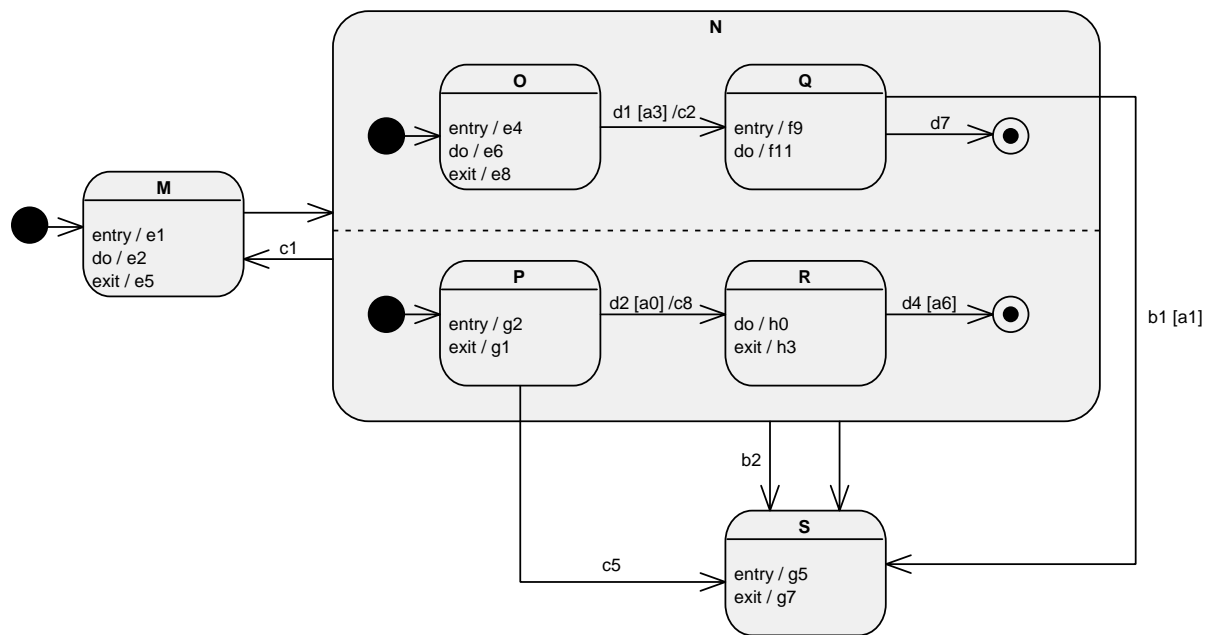 N
O
entry / e4
do / e6
exit / e8
d1 [a3] /c2
Q
entry / f9
do / f11
d7
M
entry / e1
do / e2
exit / e5
c1
P
entry / g2
exit / g1
d2 [a0] /c8
R
do / h0
exit / h3
d4 [a6]
b1 [a1]
b2
S
entry / g5
exit / g7
c5